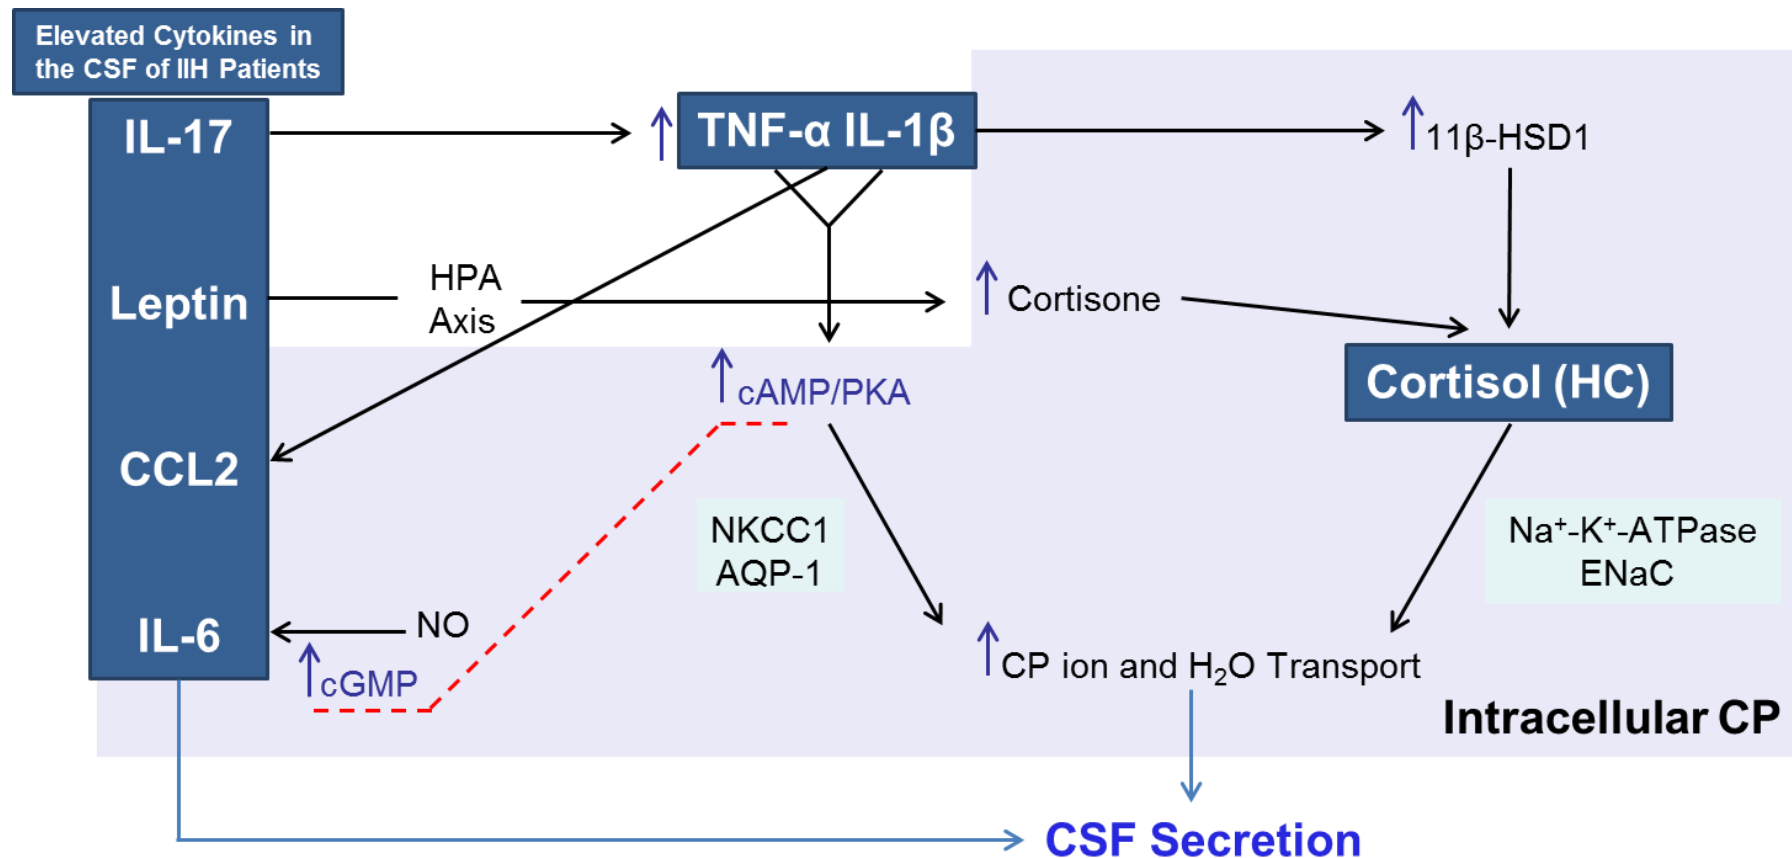 Elevated Cytokines in
the CSF of IIH Patients
IL-17
TNF-α IL-1β
11β-HSD1
Leptin
HPA
Axis
Cortisone
cAMP/PKA
Cortisol (HC)
CCL2
NKCC1
AQP-1
Na⁺-K⁺-ATPase
ENaC
IL-6
NO
cGMP
CP ion and H₂O Transport
Intracellular CP
CSF Secretion